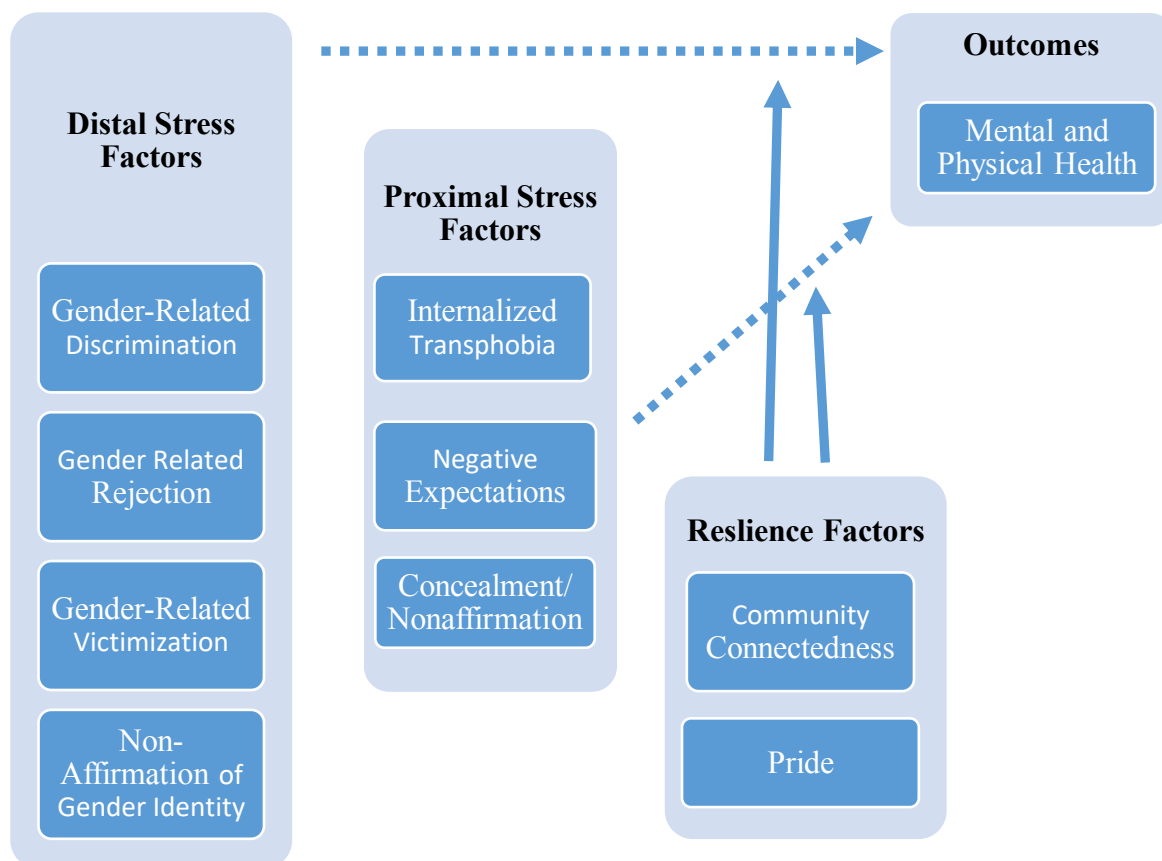 Distal Stress
Factors
Gender-Related
Discrimination
Gender Related
Rejection
Gender-Related
Victimization
Non-
Affirmation of
Gender Identity
Proximal Stress
Factors
Internalized
Transphobia
Negative
Expectations
Concealment/
Nonaffirmation
Reslience Factors
Community
Connectedness
Pride
Outcomes
Mental and
Physical Health